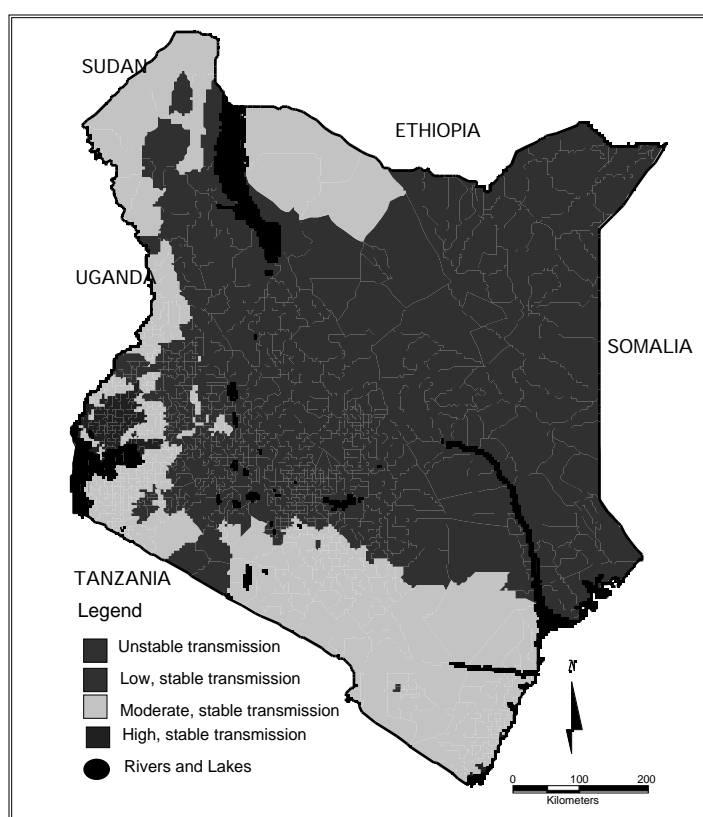 SUDAN
ETHIOPIA
UGANDA
SOMALIA
TANZANIA
Legend
Unstable transmission
Low, stable transmission
Moderate, stable transmission
High, stable transmission
Rivers and Lakes
N
0 100 200
Kilometers